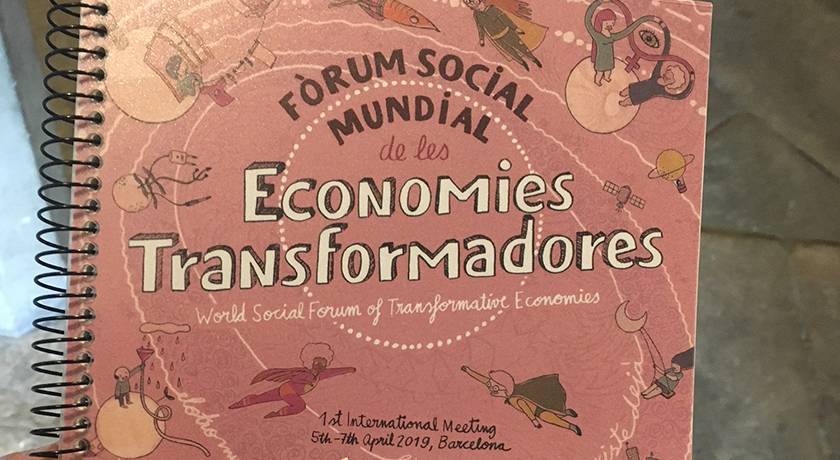 FÒRUM SOCIAL
MUNDIAL
de les
ECONOMIES
TRANSFORMADORES
World Social Forum of Transformative Economies
1st International Meeting
5th-7th April 2019, Barcelona